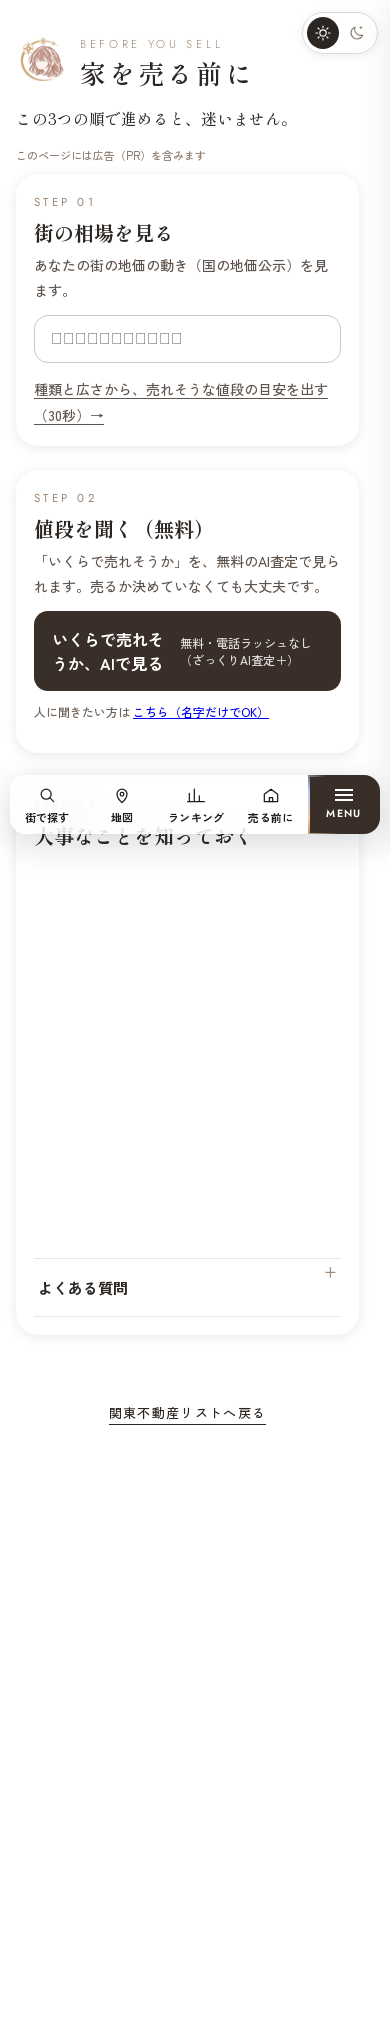 BEFORE YOU SELL
家を売る前に
この3つの順で進めると、迷いません。
このページには広告（PR）を含みます
STEP 01
街の相場を見る
あなたの街の地価の動き（国の地価公示）を見
ます。
種類と広さから、売れそうな値段の目安を出す
（30秒）→
STEP 02
値段を聞く（無料）
「いくらで売れそうか」を、無料のAI査定で見ら
れます。売るか決めていなくても大丈夫です。
いくらで売れそ
うか、AIで見る
無料・電話ラッシュなし
（ざっくりAI査定＋）
人に聞きたい方は こちら（名字だけでOK）
街で探す
地図
ランキング
売る前に
MENU
大事なことを知っておく
よくある質問
関東不動産リストへ戻る